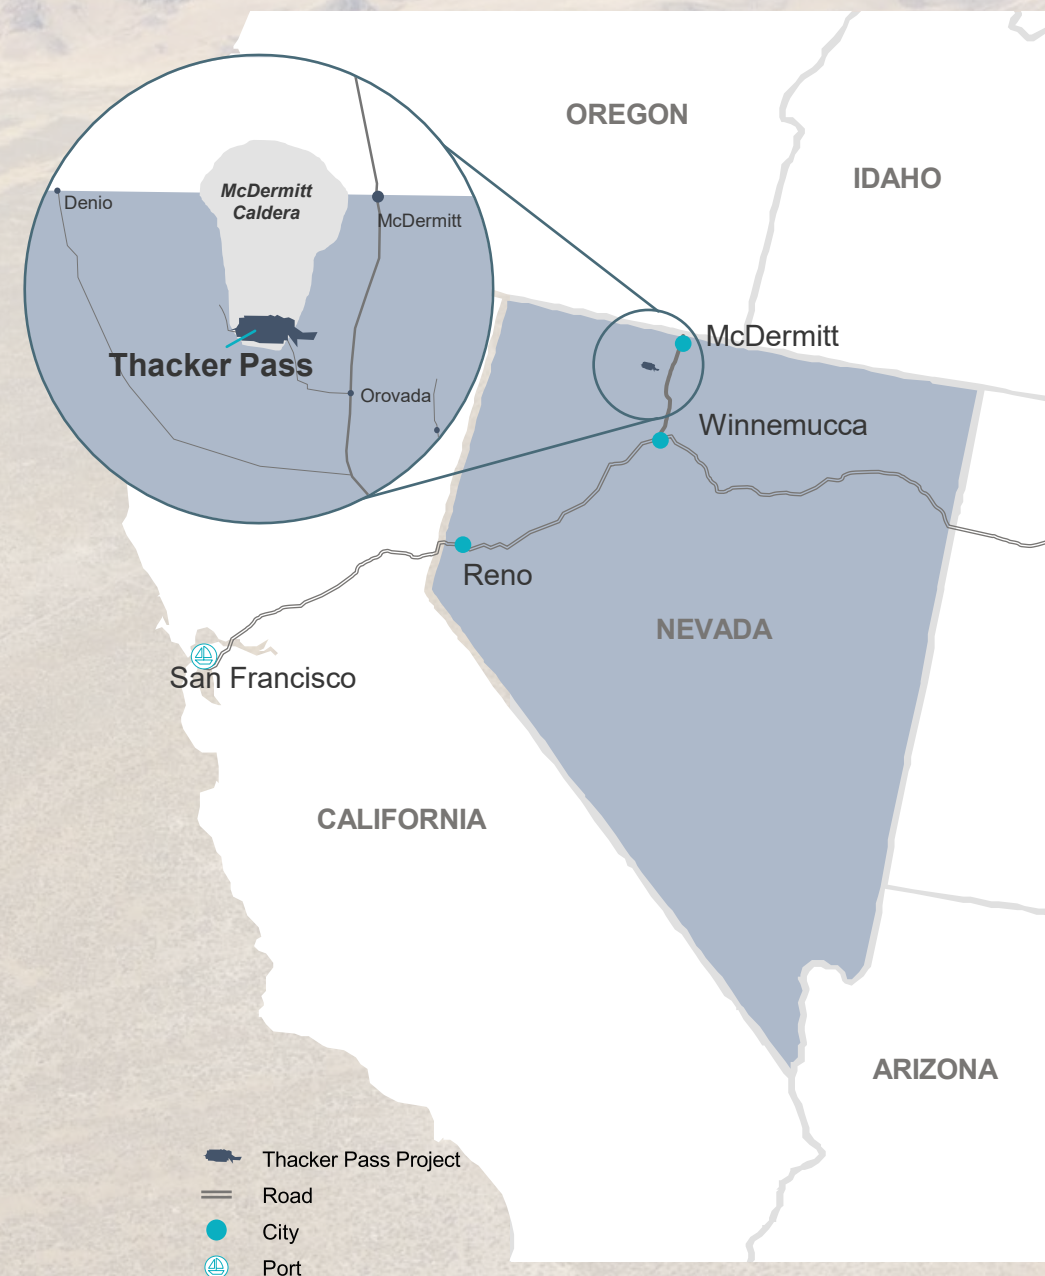 OREGON
IDAHO
McDermitt
Caldera
Denio
McDermitt
Thacker Pass
Orovada
McDermitt
Winnemucca
Reno
NEVADA
San Francisco
CALIFORNIA
ARIZONA
Thacker Pass Project
Road
City
Port